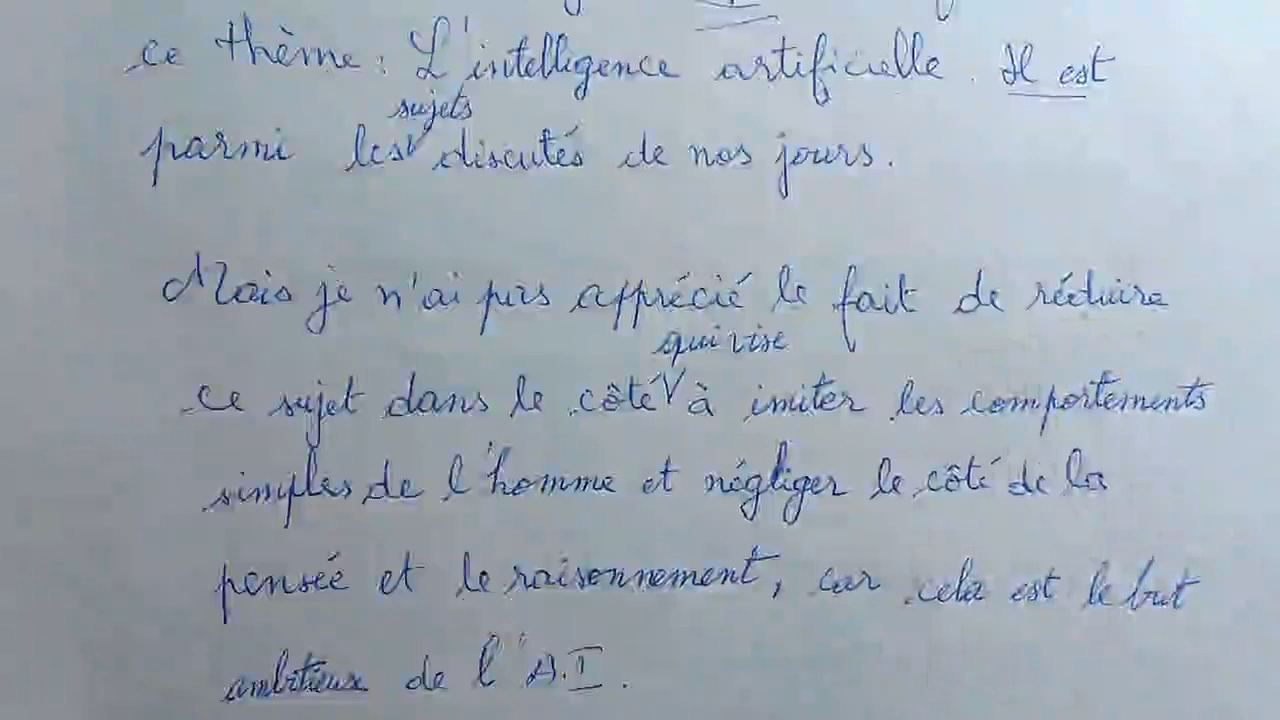 ce thème : L'intelligence artificielle. Il est
sujets
parmi les discutés de nos jours.
Mais je n'ai pas apprécié le fait de réduire
qui vise
ce sujet dans le côté à imiter les comportements
simples de l'homme et négliger le côté de la
pensée et le raisonnement, car cela est le but
ambitieux de l'A.I.